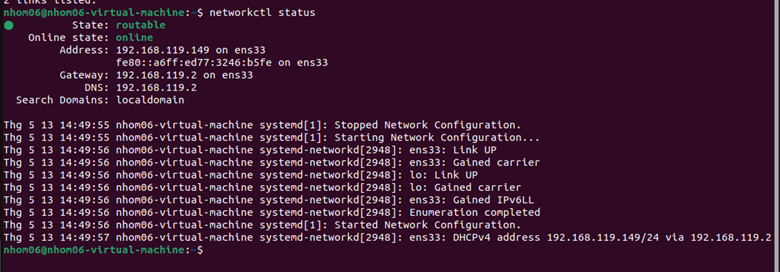 2 links listed.
nhom06@nhom06-virtual-machine:~$ networkctl status
● State: routable
Online state: online
Address: 192.168.119.149 on ens33
fe80::a6ff:ed77:3246:b5fe on ens33
Gateway: 192.168.119.2 on ens33
DNS: 192.168.119.2
Search Domains: localdomain
Thg 5 13 14:49:55 nhom06-virtual-machine systemd[1]: Stopped Network Configuration.
Thg 5 13 14:49:55 nhom06-virtual-machine systemd[1]: Starting Network Configuration...
Thg 5 13 14:49:56 nhom06-virtual-machine systemd-networkd[2948]: ens33: Link UP
Thg 5 13 14:49:56 nhom06-virtual-machine systemd-networkd[2948]: ens33: Gained carrier
Thg 5 13 14:49:56 nhom06-virtual-machine systemd-networkd[2948]: lo: Link UP
Thg 5 13 14:49:56 nhom06-virtual-machine systemd-networkd[2948]: lo: Gained carrier
Thg 5 13 14:49:56 nhom06-virtual-machine systemd-networkd[2948]: ens33: Gained IPv6LL
Thg 5 13 14:49:56 nhom06-virtual-machine systemd-networkd[2948]: Enumeration completed
Thg 5 13 14:49:56 nhom06-virtual-machine systemd[1]: Started Network Configuration.
Thg 5 13 14:49:57 nhom06-virtual-machine systemd-networkd[2948]: ens33: DHCPv4 address 192.168.119.149/24 via 192.168.119.2
nhom06@nhom06-virtual-machine:~$